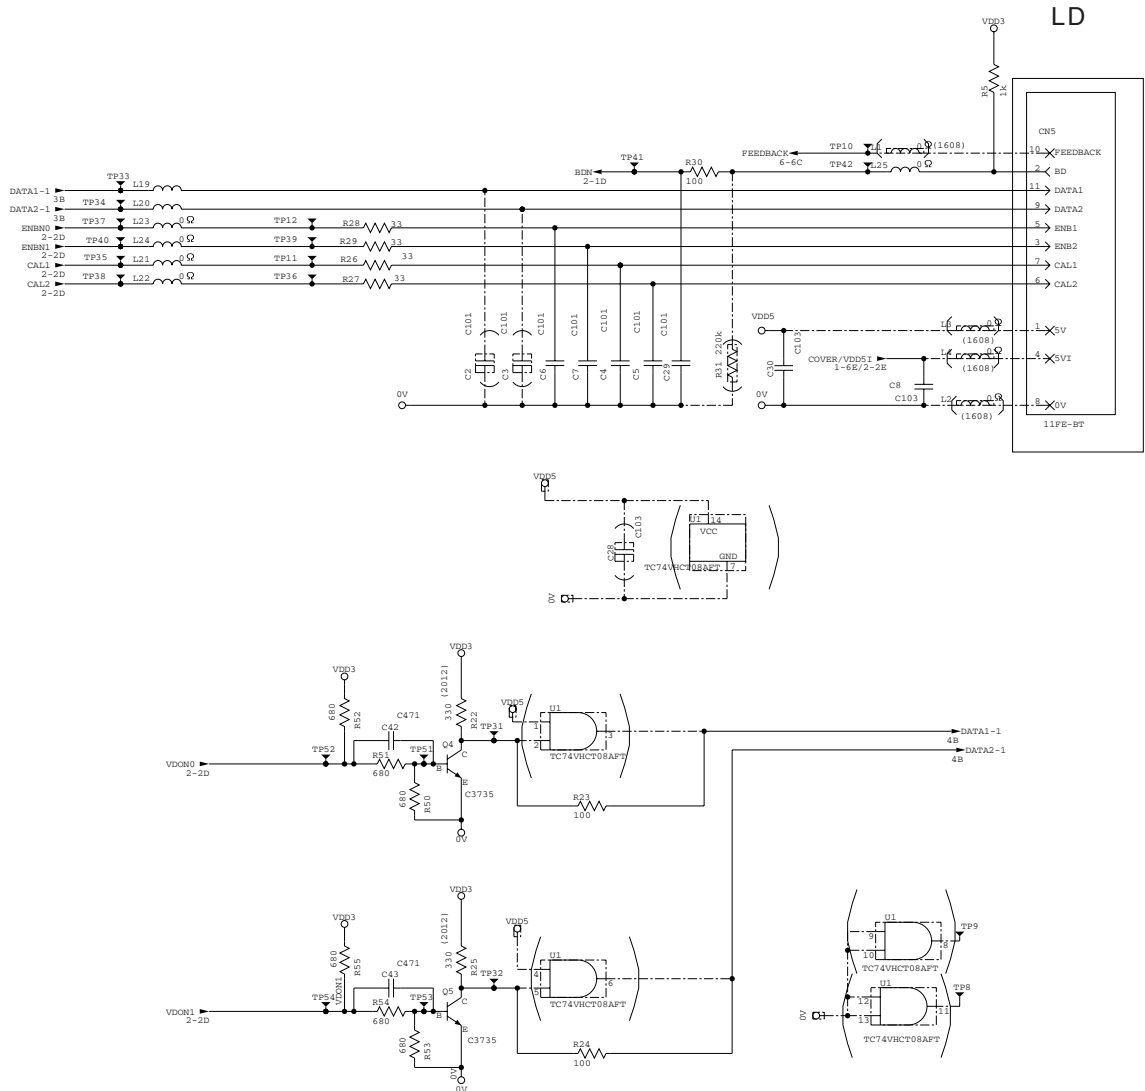 LD
VDD3
R5
1k
CN5
TP10
L1
0Ω
(1608)
FEEDBACK
6-6C
10
FEEDBACK
TP41
R30
TP42
L25
0Ω
BDN
2-1D
100
2
BD
TP33
L19
DATA1-1
3B
11
DATA1
TP34
L20
DATA2-1
3B
9
DATA2
TP37
L23
0Ω
TP12
R28
33
ENBN0
2-2D
5
ENB1
TP40
L24
0Ω
TP39
R29
33
ENBN1
2-2D
3
ENB2
TP35
L21
0Ω
TP11
R26
33
CAL1
2-2D
7
CAL1
TP38
L22
0Ω
TP36
R27
33
CAL2
2-2D
6
CAL2
C101
C2
C101
C3
C101
C6
C101
C7
C101
C4
C101
C5
C101
C29
R31
220k
0V
VDD5
C103
C30
L3
0Ω
(1608)
1
5V
COVER/VDD5I
1-6E/2-2E
L4
0Ω
(1608)
4
5VI
C8
C103
0V
L2
0Ω
(1608)
8
0V
11FE-BT
VDD5
C103
C28
U1
14
VCC
GND
TC74VHCT08AFT
7
0V
VDD3
VDD3
680
R52
C471
C42
330 (2012)
R22
TP31
VDD5
U1
1
2
3
TC74VHCT08AFT
DATA1-1
4B
DATA2-1
4B
VDON0
2-2D
TP52
R51
680
TP51
Q4
B
C
E
C3735
680
R50
R23
100
0V
VDD3
VDD3
680
R55
VDON1
C471
C43
330 (2012)
R25
TP32
VDD5
U1
4
5
6
TC74VHCT08AFT
VDON1
2-2D
TP54
R54
680
TP53
Q5
B
C
E
C3735
680
R53
R24
100
0V
0V
U1
9
10
8
TP9
TC74VHCT08AFT
U1
12
13
11
TP8
TC74VHCT08AFT
0V